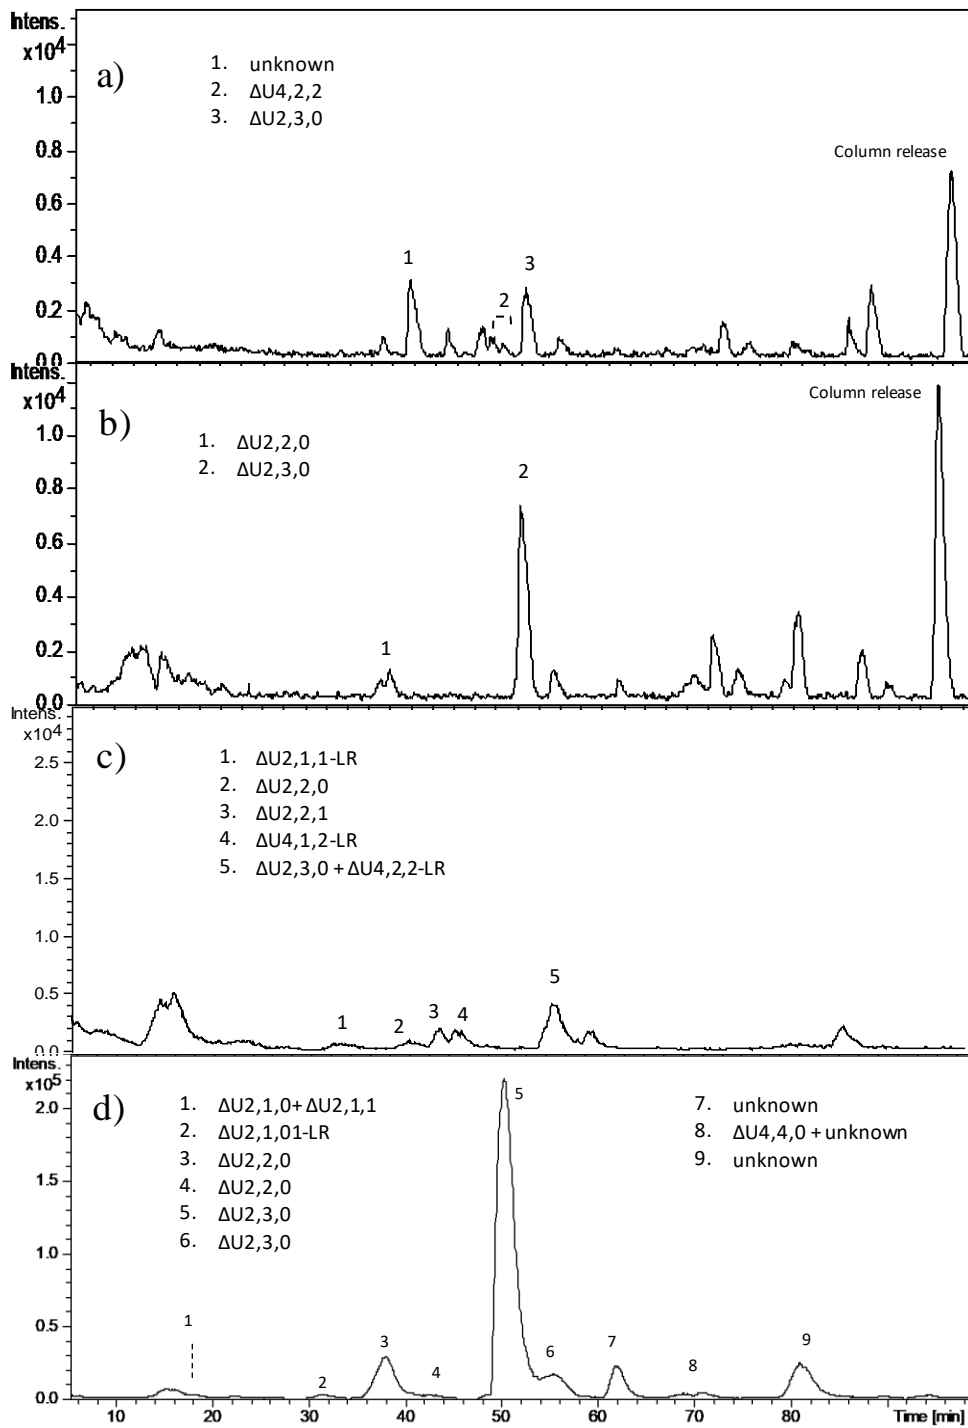 Intens.
x10⁴
a)
1. unknown
2. ΔU4,2,2
3. ΔU2,3,0
Column release
1.0
0.8
0.6
0.4
0.2
0.0
1
2
3
Intens.
x10⁴
b)
1. ΔU2,2,0
2. ΔU2,3,0
Column release
1.0
0.8
0.6
0.4
0.2
0.0
1
2
Intens.
x10⁴
c)
1. ΔU2,1,1-LR
2. ΔU2,2,0
3. ΔU2,2,1
4. ΔU4,1,2-LR
5. ΔU2,3,0 + ΔU4,2,2-LR
2.5
2.0
1.5
1.0
0.5
0.0
1
2
3
4
5
Intens.
x10⁵
d)
1. ΔU2,1,0+ ΔU2,1,1
2. ΔU2,1,01-LR
3. ΔU2,2,0
4. ΔU2,2,0
5. ΔU2,3,0
6. ΔU2,3,0
7. unknown
8. ΔU4,4,0 + unknown
9. unknown
2.0
1.5
1.0
0.5
0.0
1
2
3
4
5
6
7
8
9
10 20 30 40 50 60 70 80 Time [min]